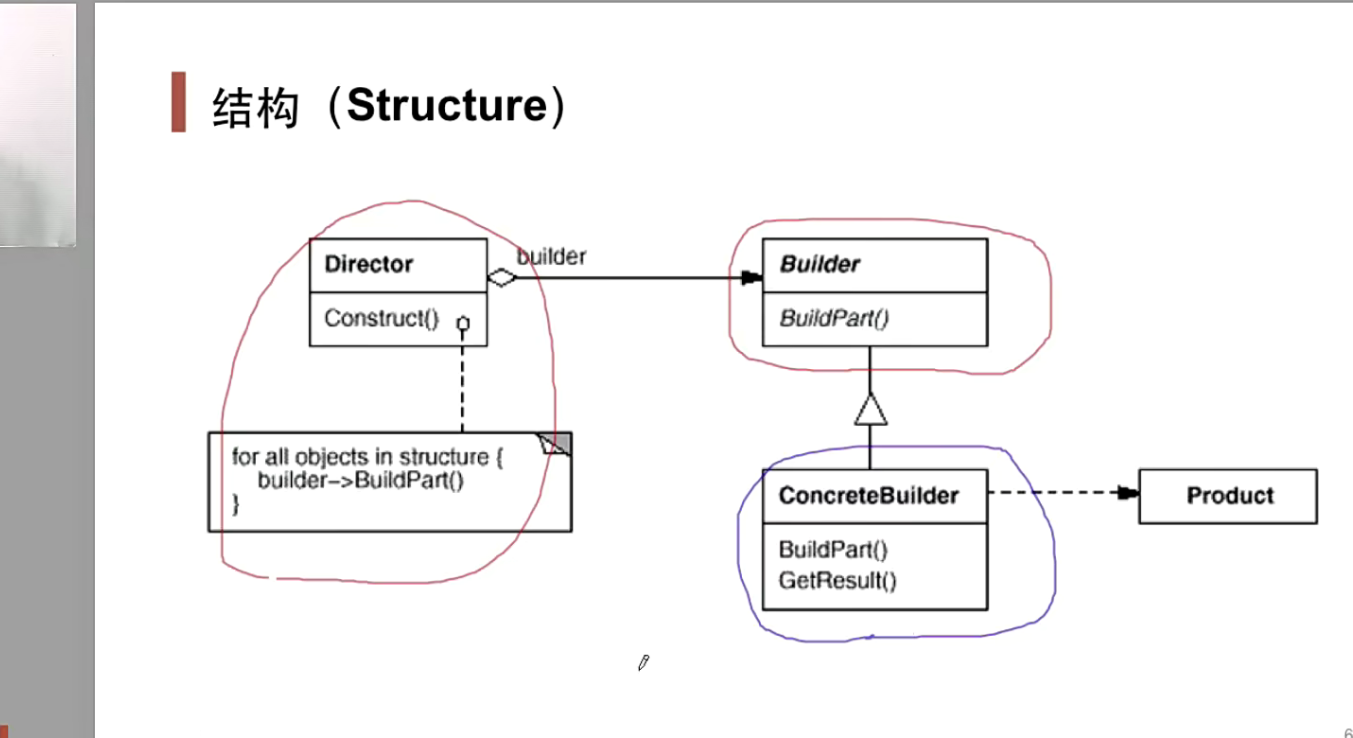 结构（Structure）
builder
Director
Construct()
for all objects in structure {
builder->BuildPart()
}
Builder
BuildPart()
ConcreteBuilder
BuildPart()
GetResult()
Product
6